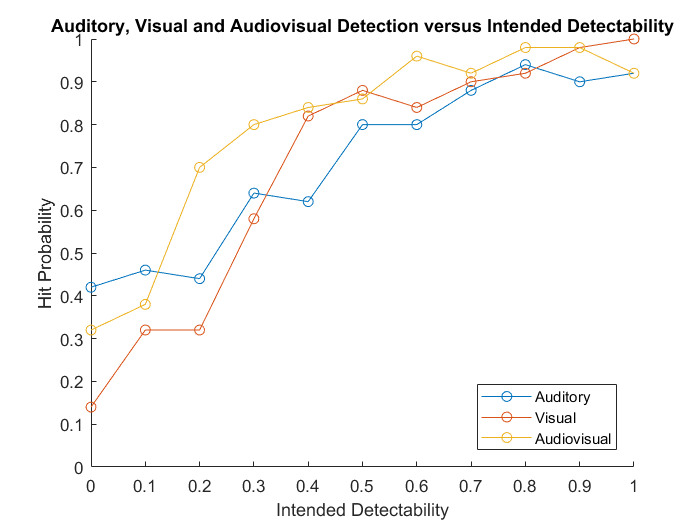 Auditory, Visual and Audiovisual Detection versus Intended Detectability
1
0.9
0.8
0.7
0.6
0.5
0.4
0.3
0.2
0.1
0
Hit Probability
Auditory
Visual
Audiovisual
0 0.1 0.2 0.3 0.4 0.5 0.6 0.7 0.8 0.9 1
Intended Detectability